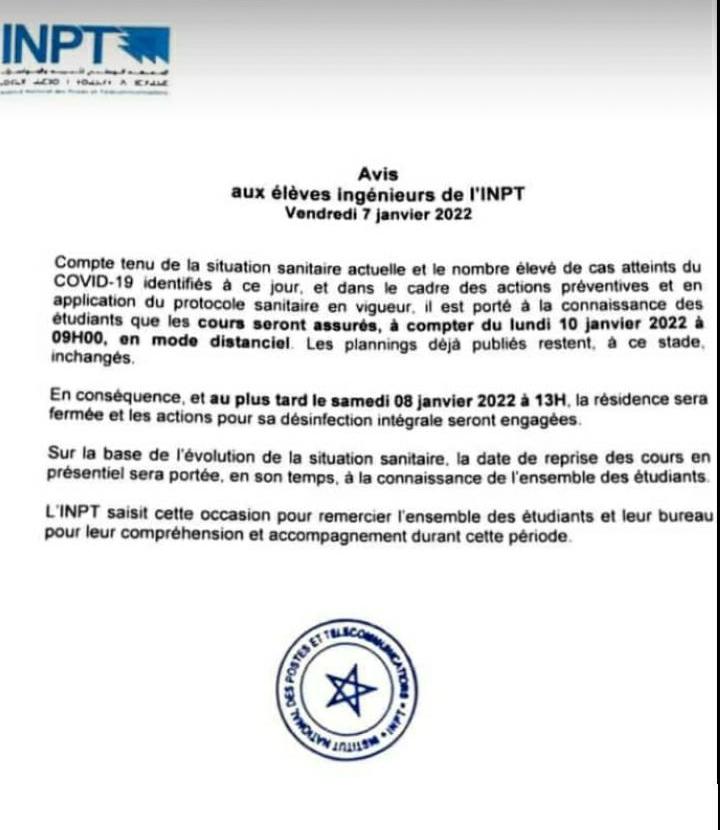 INPT
Avis
aux élèves ingénieurs de l'INPT
Vendredi 7 janvier 2022
Compte tenu de la situation sanitaire actuelle et le nombre élevé de cas atteints du
COVID-19 identifiés à ce jour, et dans le cadre des actions préventives et en
application du protocole sanitaire en vigueur, il est porté à la connaissance des
étudiants que les cours seront assurés, à compter du lundi 10 janvier 2022 à
09H00, en mode distanciel. Les plannings déjà publiés restent, à ce stade,
inchangés.
En conséquence, et au plus tard le samedi 08 janvier 2022 à 13H, la résidence sera
fermée et les actions pour sa désinfection intégrale seront engagées.
Sur la base de l'évolution de la situation sanitaire, la date de reprise des cours en
présentiel sera portée, en son temps, à la connaissance de l'ensemble des étudiants.
L'INPT saisit cette occasion pour remercier l'ensemble des étudiants et leur bureau
pour leur compréhension et accompagnement durant cette période.
INSTITUT NATIONAL DES POSTES ET TELECOMMUNICATIONS * INPT *